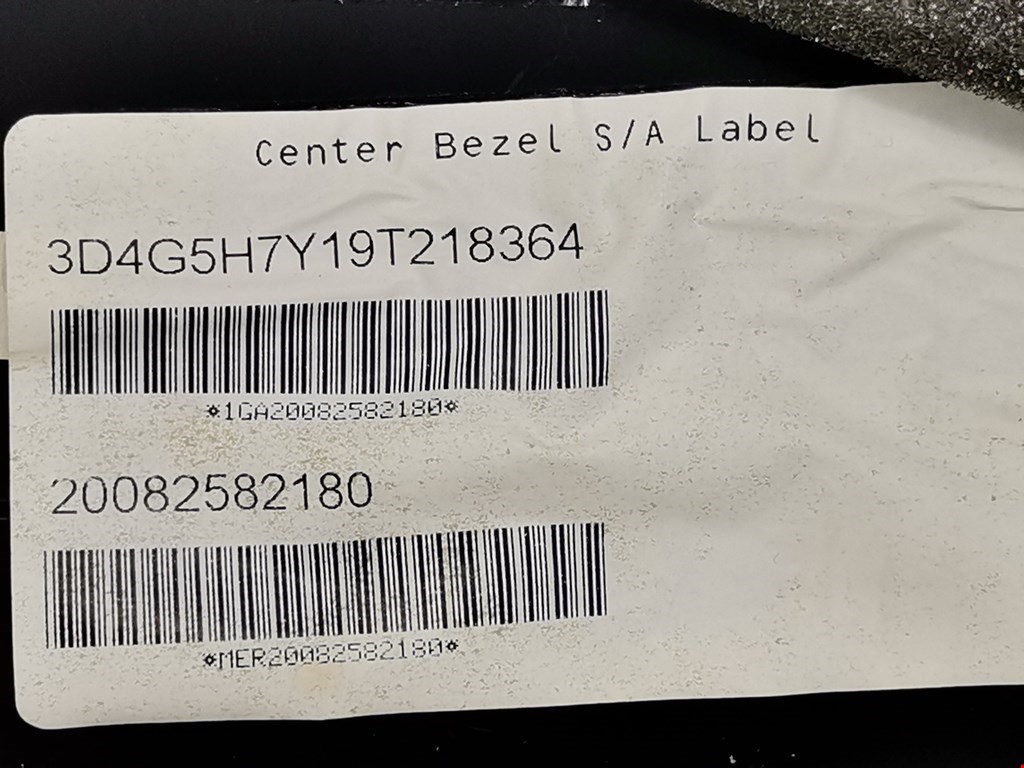 Center Bezel S/A Label
3D4G5H7Y19T218364
*1GA20082582180*
20082582180
*MER20082582180*